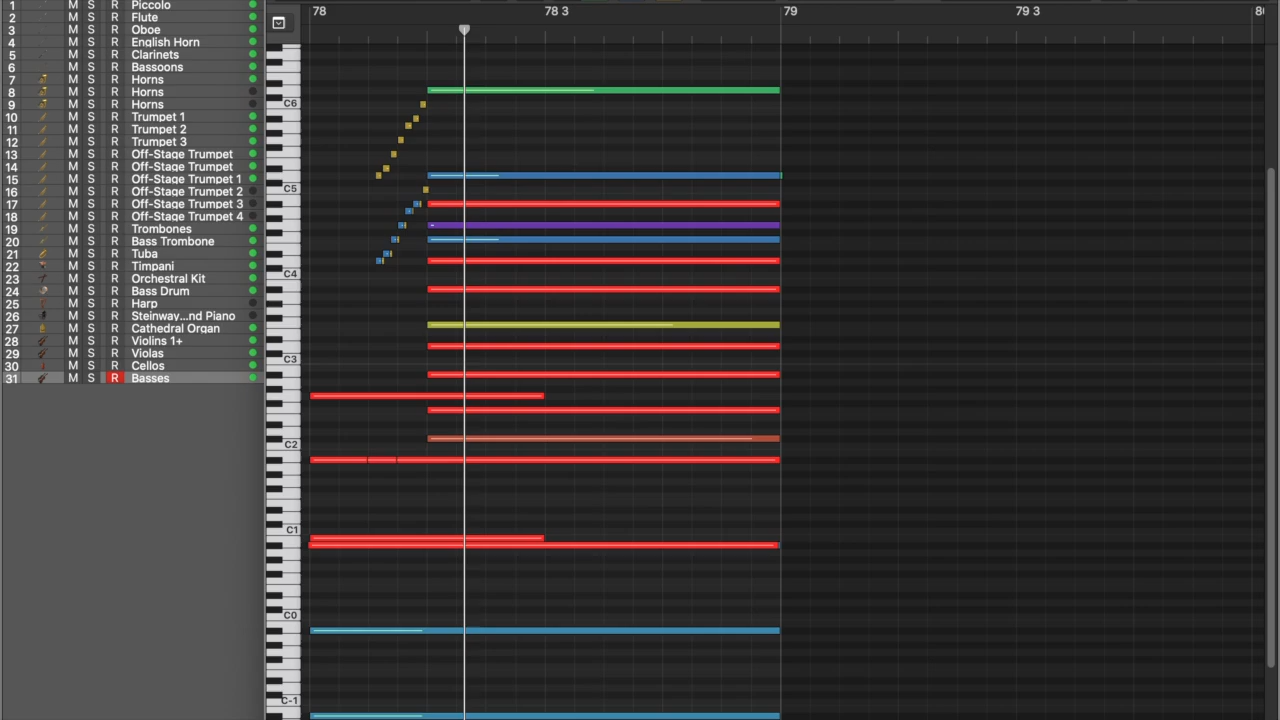 78 78 3 79 79 3
1 M S R Piccolo
2 M S R Flute
3 M S R Oboe
4 M S R English Horn
5 M S R Clarinets
6 M S R Bassoons
7 M S R Horns
8 M S R Horns
9 M S R Horns
10 M S R Trumpet 1
11 M S R Trumpet 2
12 M S R Trumpet 3
13 M S R Off-Stage Trumpet
14 M S R Off-Stage Trumpet
15 M S R Off-Stage Trumpet 1
16 M S R Off-Stage Trumpet 2
17 M S R Off-Stage Trumpet 3
18 M S R Off-Stage Trumpet 4
19 M S R Trombones
20 M S R Bass Trombone
21 M S R Tuba
22 M S R Timpani
23 M S R Orchestral Kit
24 M S R Bass Drum
25 M S R Harp
26 M S R Steinway...nd Piano
27 M S R Cathedral Organ
28 M S R Violins 1+
29 M S R Violas
30 M S R Cellos
31 M S R Basses
C6
C5
C4
C3
C2
C1
C0
C-1